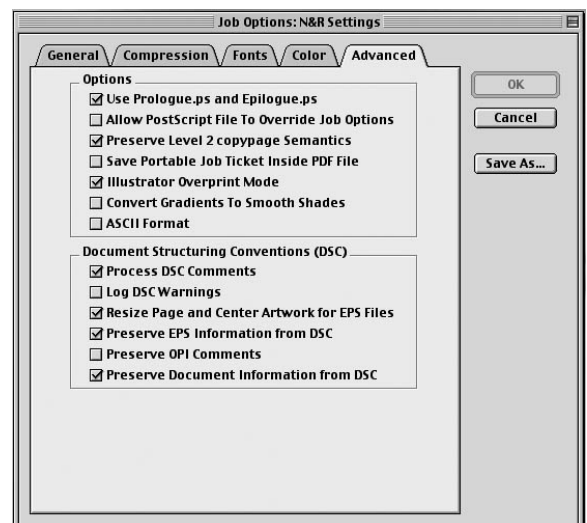 Job Options: N&R Settings
General
Compression
Fonts
Color
Advanced
Options
Use Prologue.ps and Epilogue.ps
Allow PostScript File To Override Job Options
Preserve Level 2 copypage Semantics
Save Portable Job Ticket Inside PDF File
Illustrator Overprint Mode
Convert Gradients To Smooth Shades
ASCII Format
Document Structuring Conventions (DSC)
Process DSC Comments
Log DSC Warnings
Resize Page and Center Artwork for EPS Files
Preserve EPS Information from DSC
Preserve OPI Comments
Preserve Document Information from DSC
OK
Cancel
Save As...